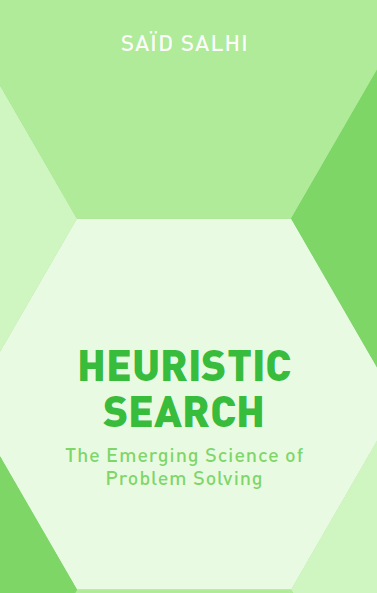 SAÏD SALHI
HEURISTIC
SEARCH
The Emerging Science of
Problem Solving